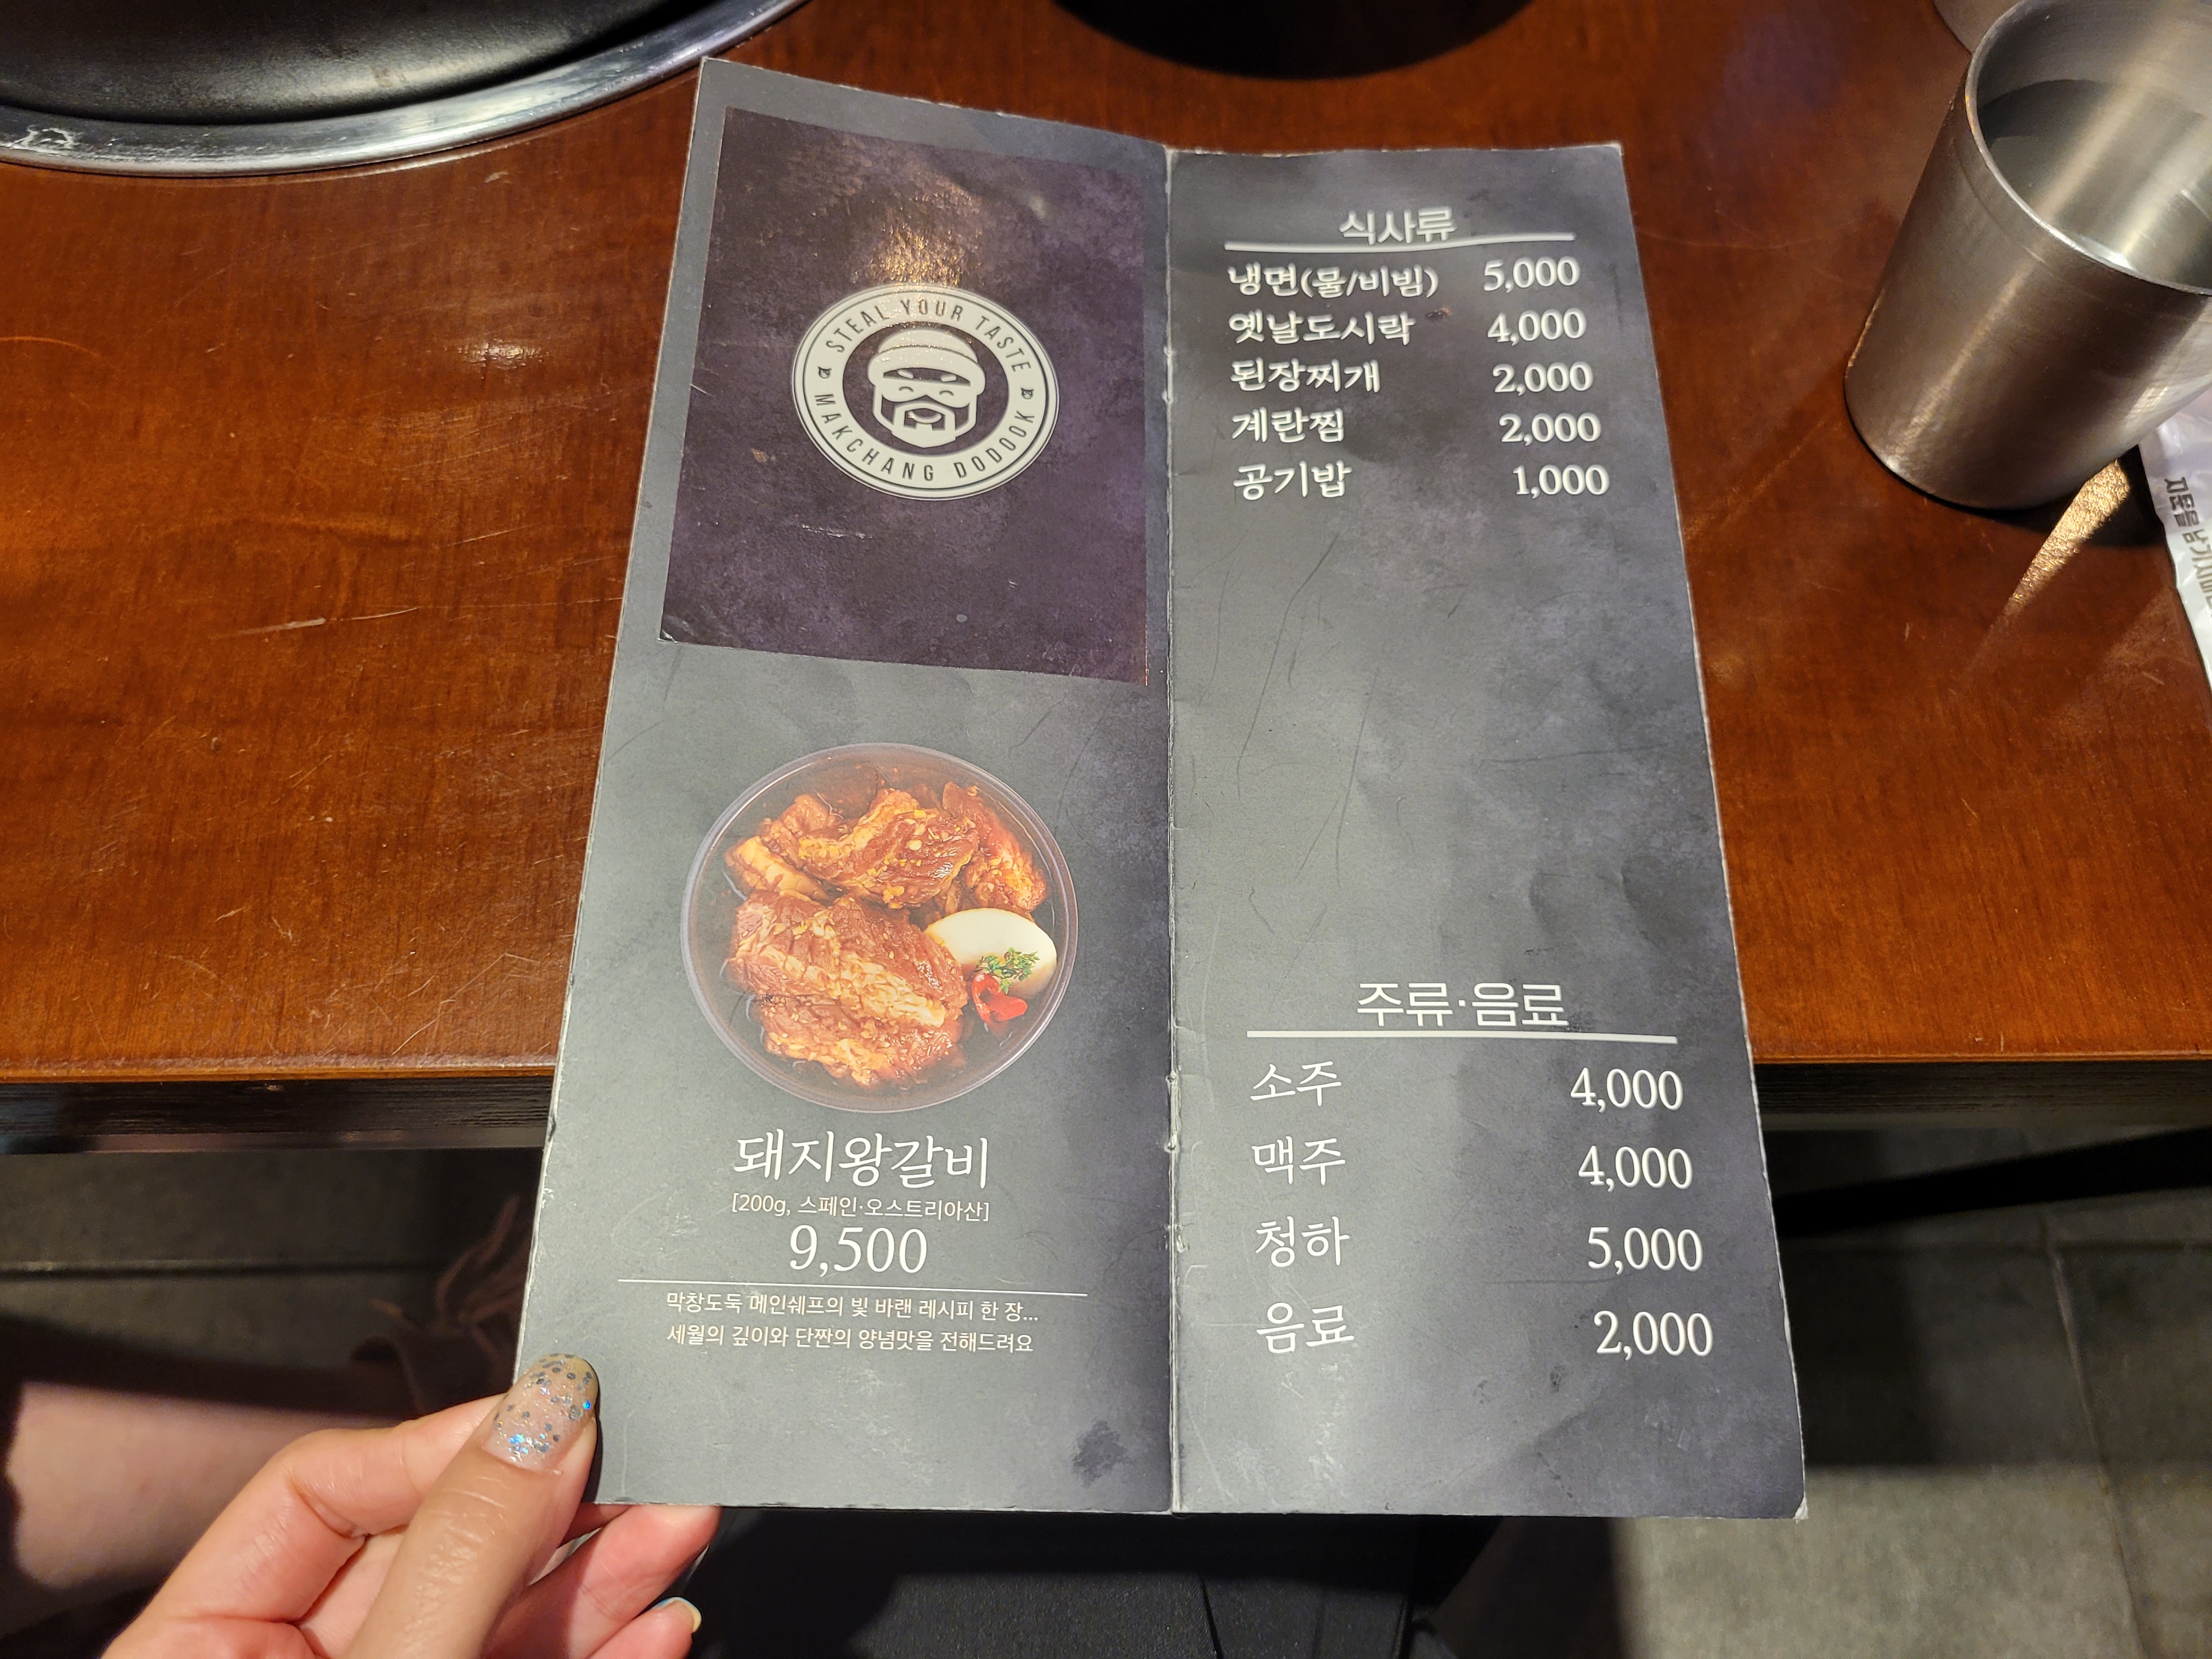 STEAL YOUR TASTE
MAKCHANG DODOOK
돼지왕갈비
[200g, 스페인·오스트리아산]
9,500
막창도둑 메인쉐프의 빛 바랜 레시피 한 장...
세월의 깊이와 단짠의 양념맛을 전해드려요
식사류
냉면(물/비빔) 5,000
옛날도시락 4,000
된장찌개 2,000
계란찜 2,000
공기밥 1,000
주류·음료
소주 4,000
맥주 4,000
청하 5,000
음료 2,000